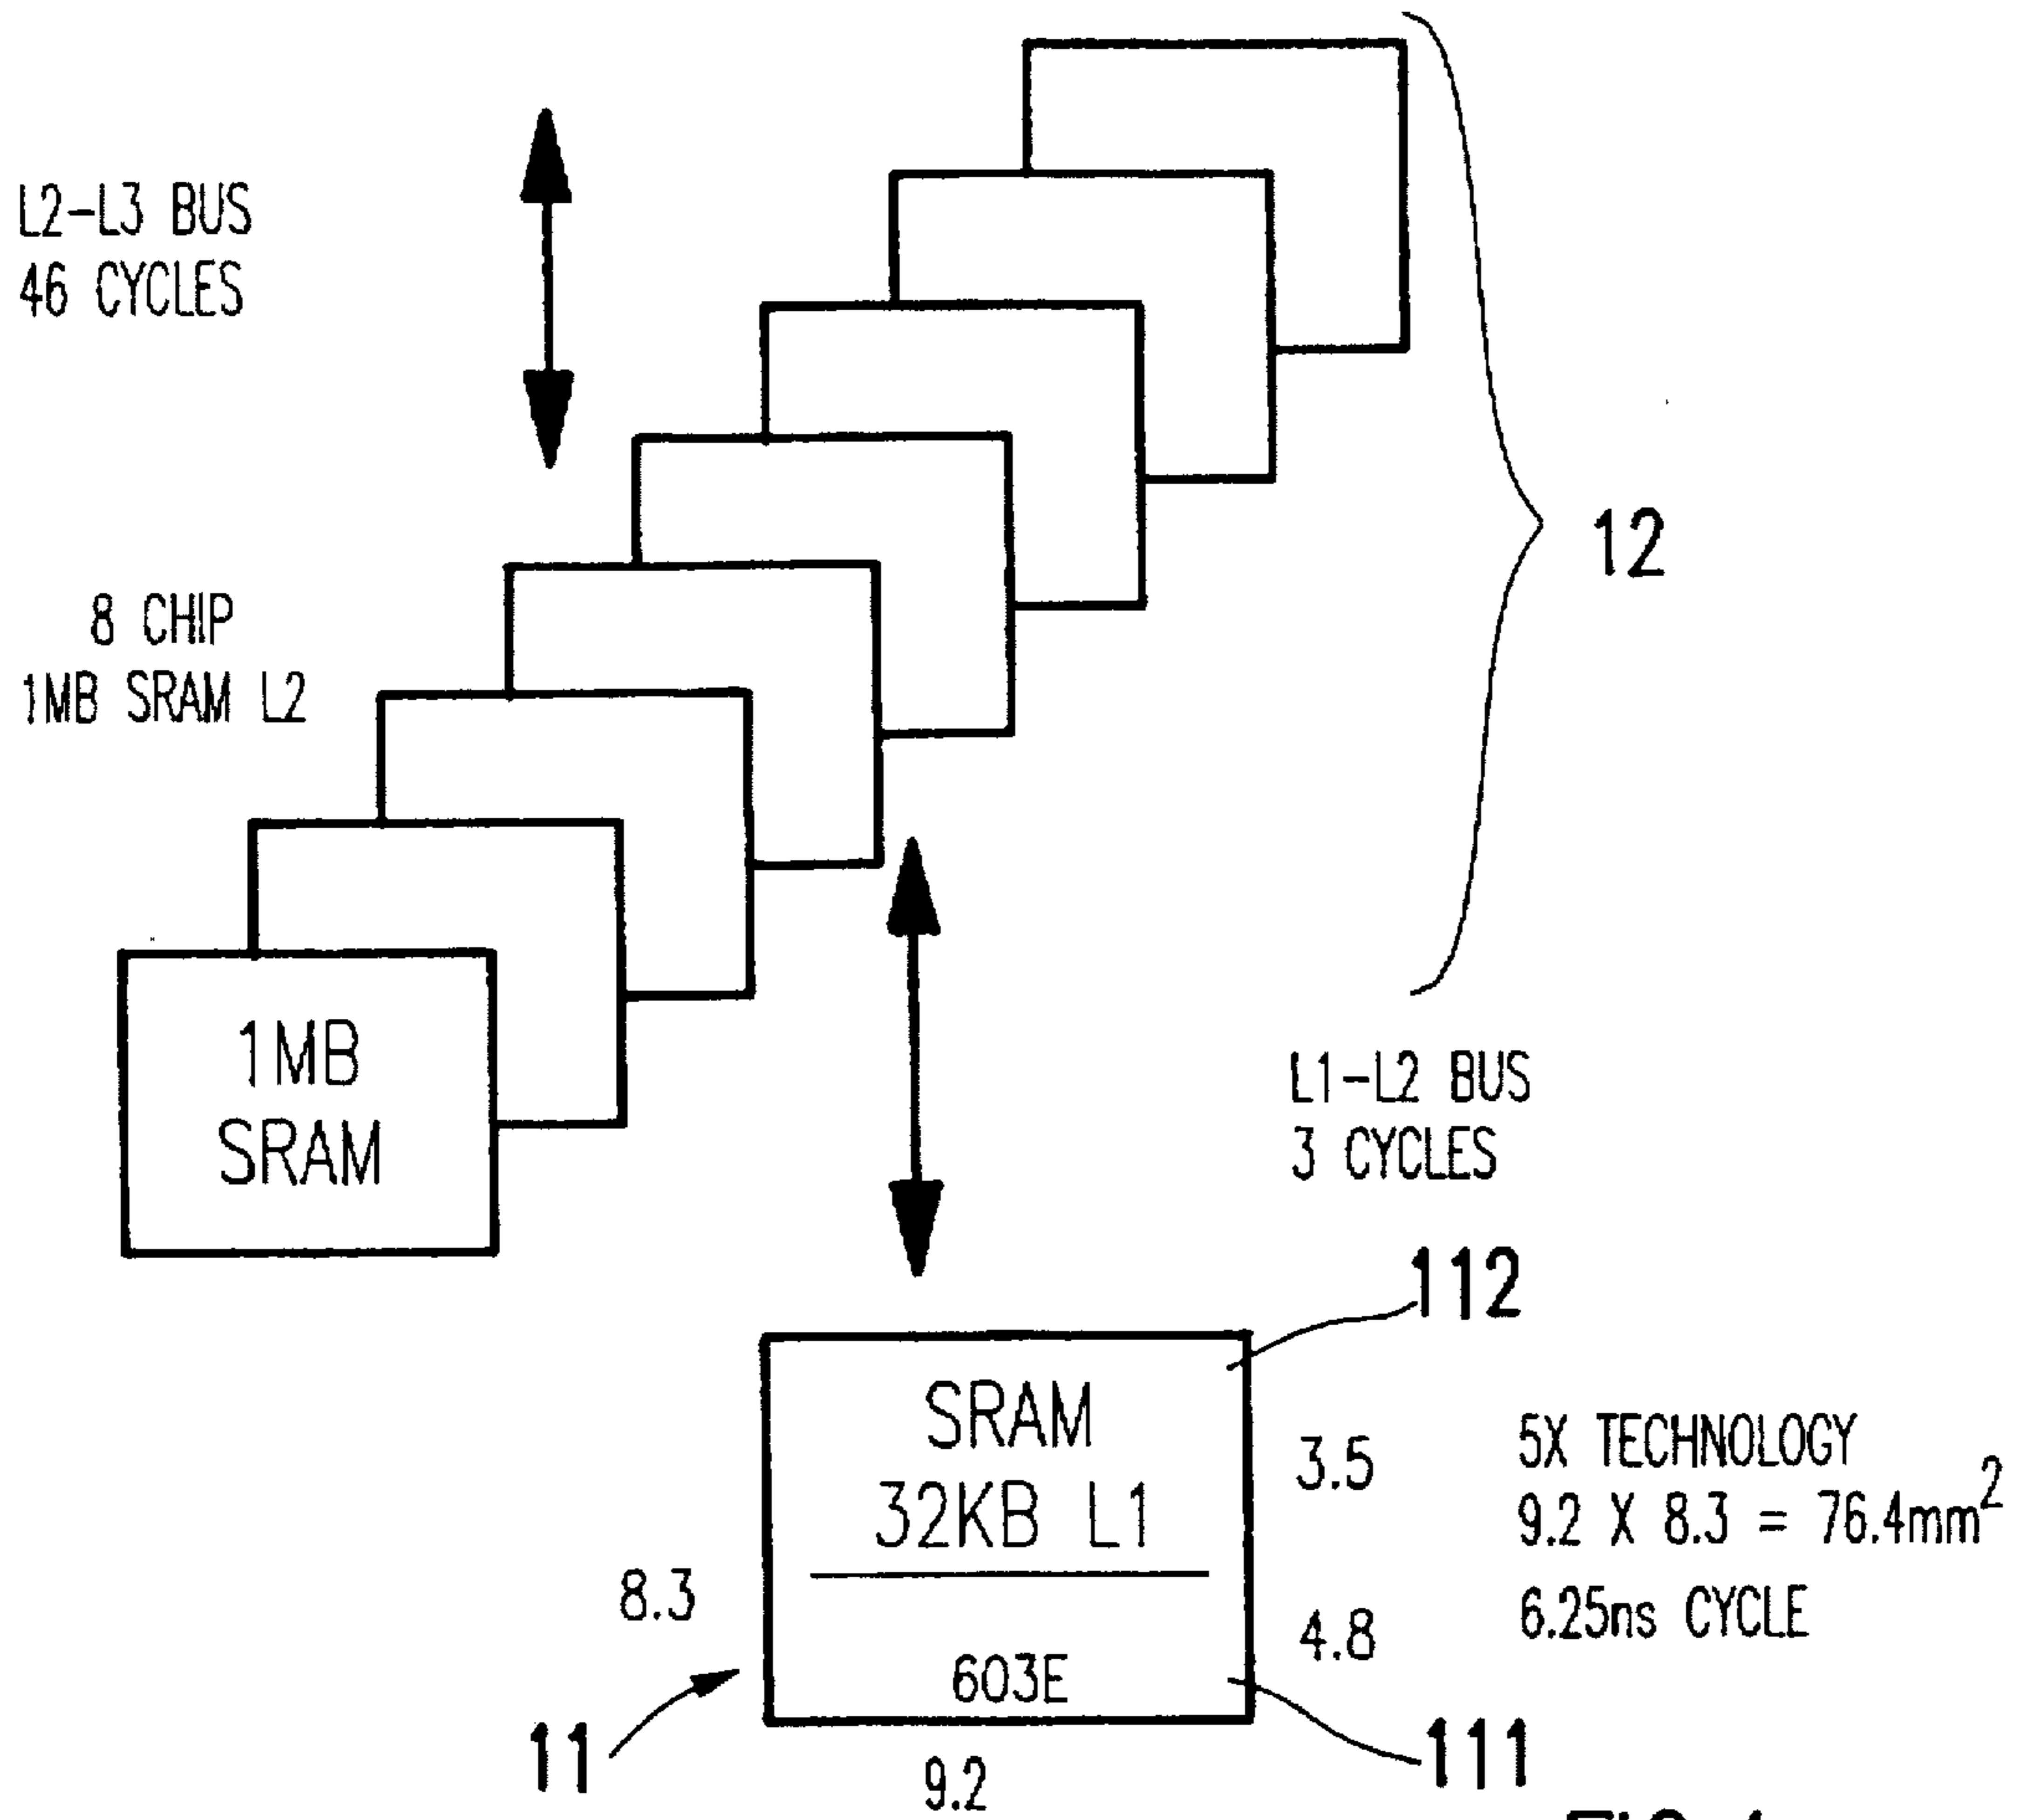 L2-L3 BUS
46 CYCLES
12
8 CHIP
1MB SRAM L2
1MB
SRAM
L1-L2 BUS
3 CYCLES
112
SRAM
32KB L1
3.5
5X TECHNOLOGY
9.2 X 8.3 = 76.4mm²
6.25ns CYCLE
8.3
4.8
603E
11
111
9.2